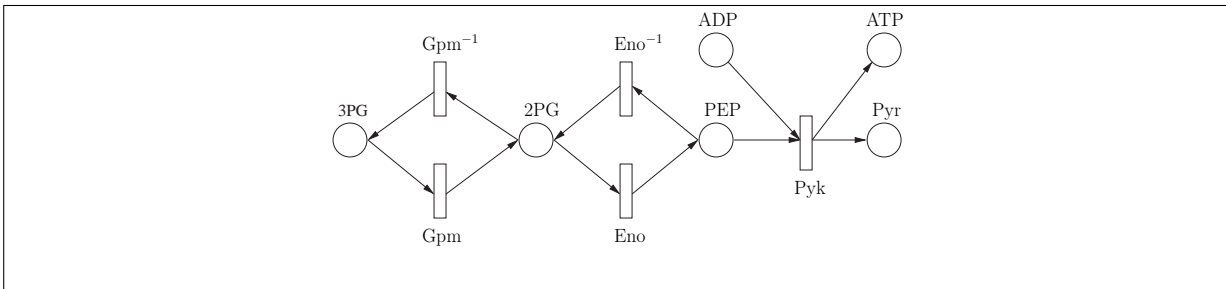 ADP ATP
Gpm⁻¹ Eno⁻¹
3PG 2PG PEP Pyr
Pyk
Gpm Eno